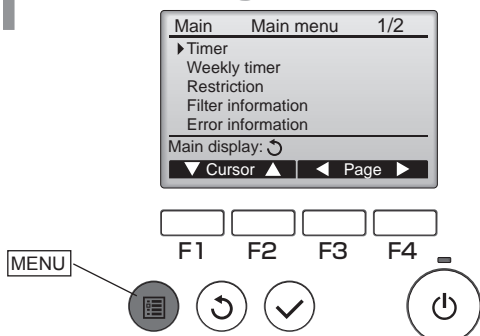 Main Main menu 1/2
Timer
Weekly timer
Restriction
Filter information
Error information
Main display:
Cursor Page
F1 F2 F3 F4
MENU